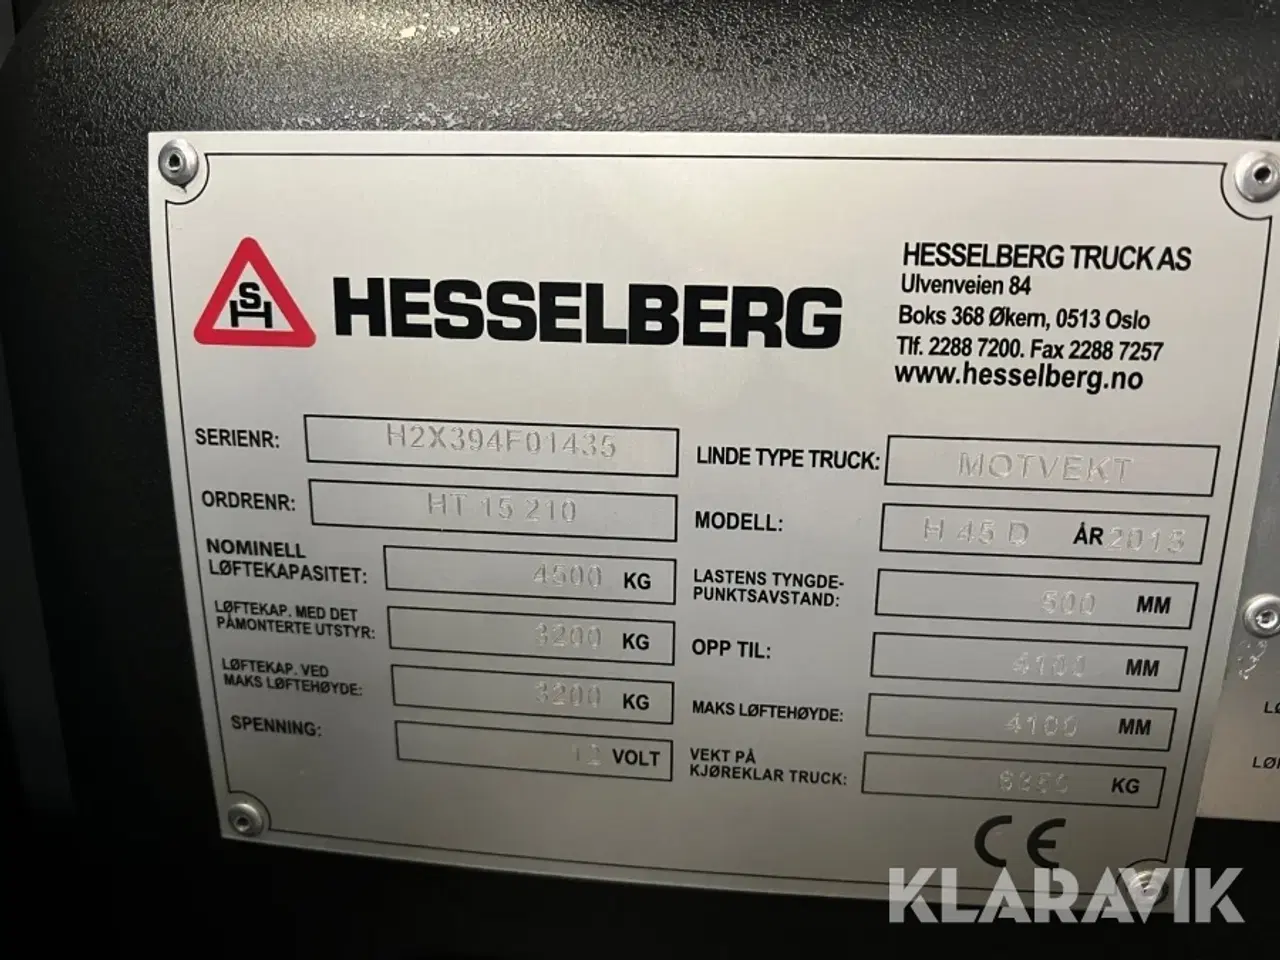 HESSELBERG
HESSELBERG TRUCK AS
Ulvenveien 84
Boks 368 Økern, 0513 Oslo
Tlf. 2288 7200. Fax 2288 7257
www.hesselberg.no
SERIENR: H2X394F01435
LINDE TYPE TRUCK: MOTVEKT
ORDRENR: HT 15 210
MODELL: H 45 D ÅR 2015
NOMINELL
LØFTEKAPASITET: 4500 KG
LASTENS TYNGDE-
PUNKTSAVSTAND: 500 MM
LØFTEKAP. MED DET
PÅMONTERTE UTSTYR: 3200 KG
OPP TIL: 4100 MM
LØFTEKAP. VED
MAKS LØFTEHØYDE: 3200 KG
MAKS LØFTEHØYDE: 4100 MM
SPENNING: 12 VOLT
VEKT PÅ
KJØREKLAR TRUCK: KG
CE
KLARAVIK